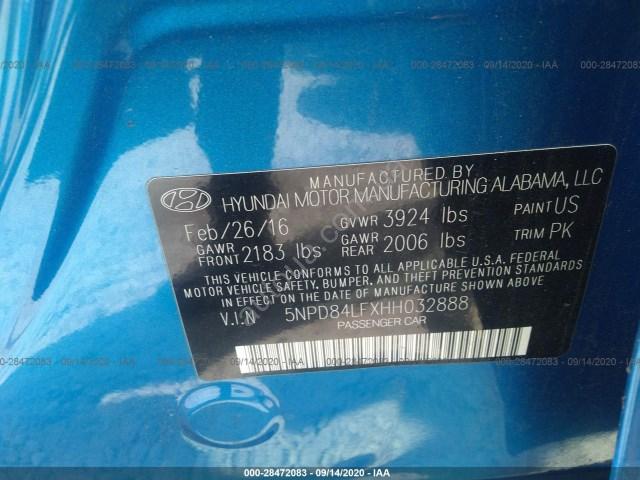 000-28472083 - 09/14/2020 - IAA
MANUFACTURED BY
HYUNDAI MOTOR MANUFACTURING ALABAMA, LLC
Feb/26/16 GVWR 3924 lbs PAINT US
GAWR FRONT 2183 lbs. GAWR REAR 2006 lbs TRIM PK
THIS VEHICLE CONFORMS TO ALL APPLICABLE U.S.A. FEDERAL
MOTOR VEHICLE SAFETY, BUMPER, AND THEFT PREVENTION
STANDARDS IN EFFECT ON THE DATE OF MANUFACTURE SHOWN ABOVE
V.I.N 5NPD84LFXHH032888
PASSENGER CAR
000-28472083 - 09/14/2020 - IAA